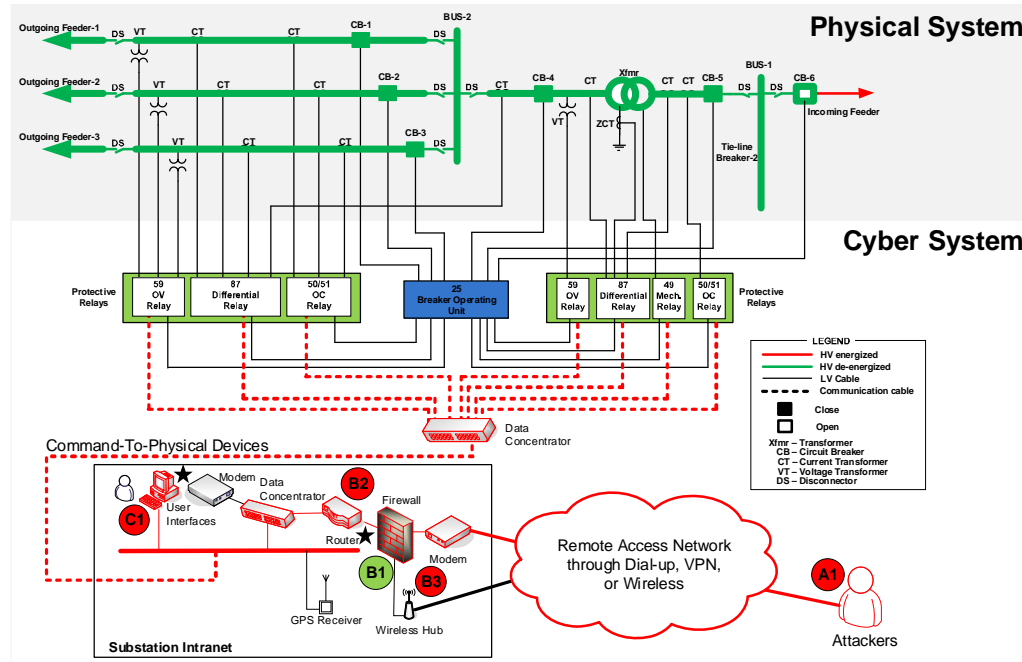 Physical System
Outgoing Feeder-1
DS
VT
CT
CT
CB-1
DS
BUS-2
Outgoing Feeder-2
DS
VT
CT
CT
CB-2
DS
DS
CT
CB-4
VT
CT
Xfmr
ZCT
CT
CT
CB-5
DS
BUS-1
DS
CB-6
Incoming Feeder
Outgoing Feeder-3
DS
VT
CT
CT
CB-3
DS
Tie-line
Breaker-2
Cyber System
Protective
Relays
59
OV
Relay
87
Differential
Relay
50/51
OC
Relay
25
Breaker Operating
Unit
59
OV
Relay
87
Differential
Relay
49
Mech.
Relay
50/51
OC
Relay
Protective
Relays
LEGEND
HV energized
HV de-energized
LV Cable
Communication cable
Close
Open
Xfmr – Transformer
CB – Circuit Breaker
CT – Current Transformer
VT – Voltage Transformer
DS – Disconnector
Data
Concentrator
Command-To-Physical Devices
C1
User
Interfaces
Modem
Data
Concentrator
B2
Router
Firewall
Modem
B1
B3
GPS Receiver
Wireless Hub
Substation Intranet
Remote Access Network
through Dial-up, VPN,
or Wireless
A1
Attackers